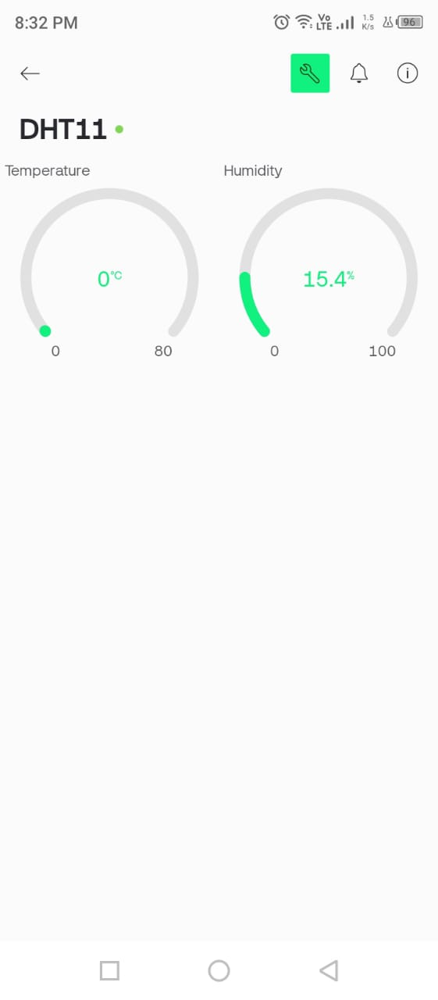 8:32 PM
Vo LTE
1.5 K/s
96
DHT11
Temperature
Humidity
0°C
15.4%
0
80
0
100